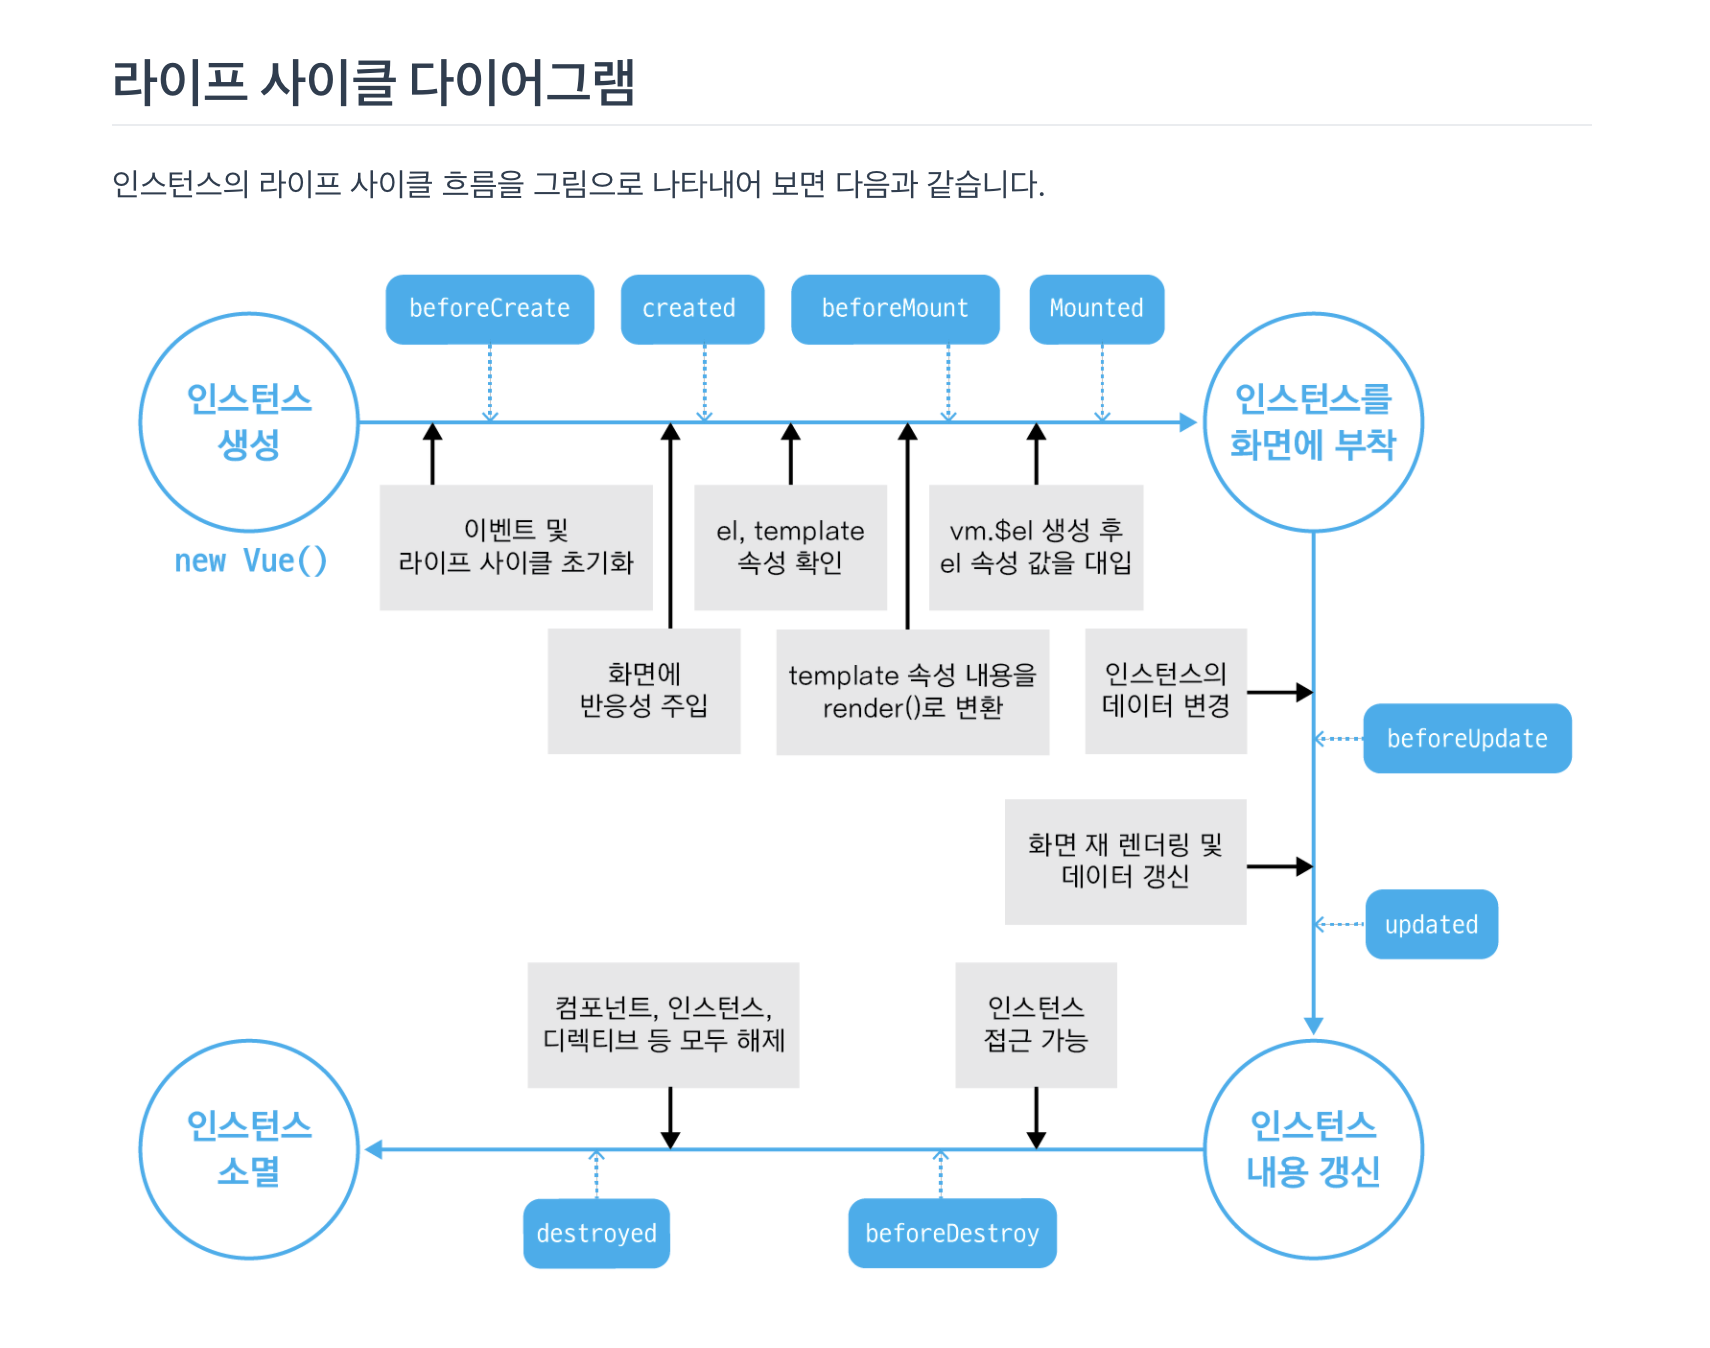 라이프 사이클 다이어그램
인스턴스의 라이프 사이클 흐름을 그림으로 나타내어 보면 다음과 같습니다.
beforeCreate
created
beforeMount
Mounted
인스턴스
생성
new Vue()
인스턴스를
화면에 부착
이벤트 및
라이프 사이클 초기화
el, template
속성 확인
vm.$el 생성 후
el 속성 값을 대입
화면에
반응성 주입
template 속성 내용을
render()로 변환
인스턴스의
데이터 변경
beforeUpdate
화면 재 렌더링 및
데이터 갱신
updated
컴포넌트, 인스턴스,
디렉티브 등 모두 해제
인스턴스
접근 가능
인스턴스
소멸
인스턴스
내용 갱신
destroyed
beforeDestroy